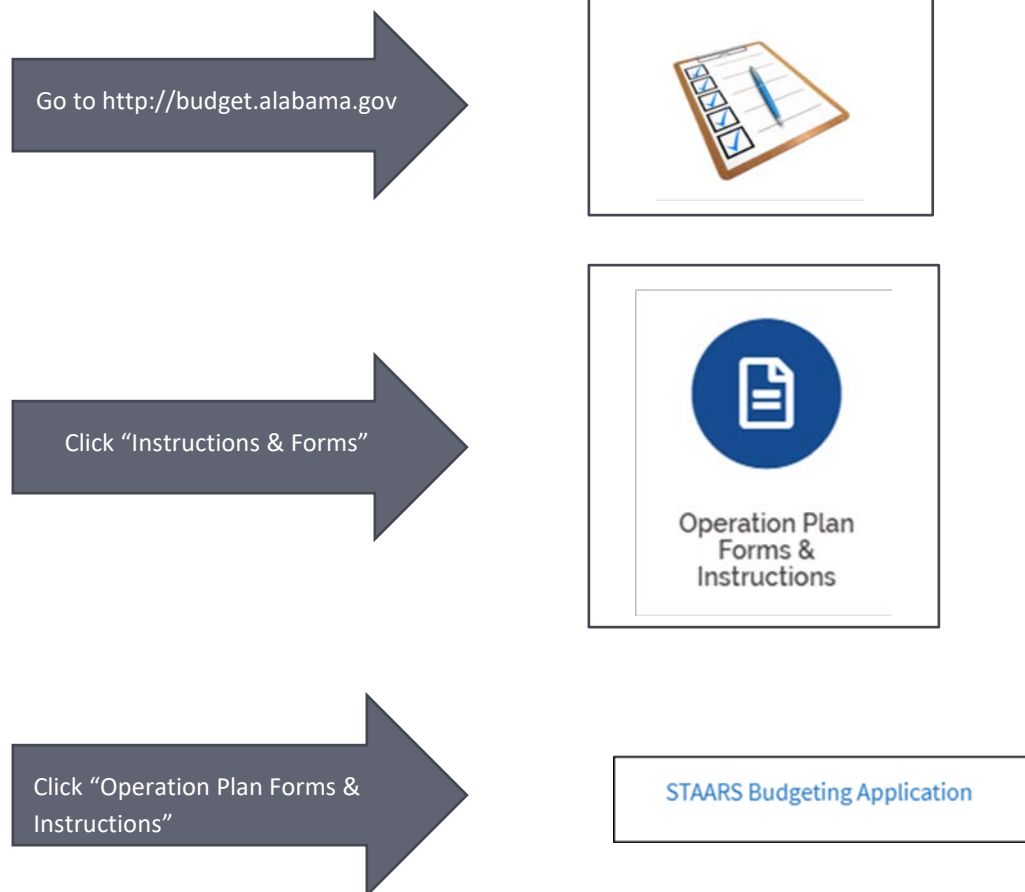 Go to http://budget.alabama.gov
Click “Instructions & Forms”
Operation Plan
Forms &
Instructions
Click “Operation Plan Forms &
Instructions”
STAARS Budgeting Application